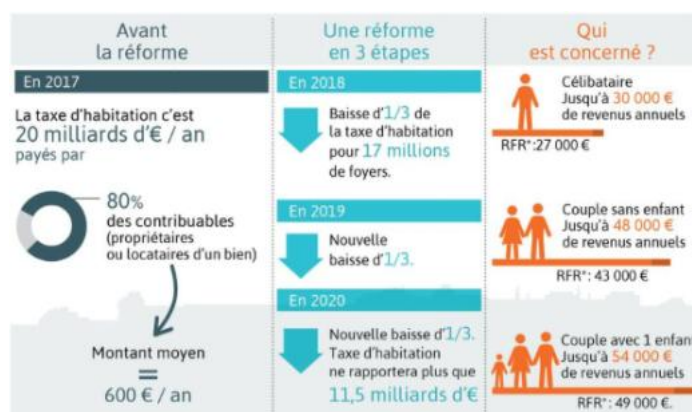 Avant
la réforme
En 2017
La taxe d'habitation c'est
20 milliards d'€ / an
payés par
80%
des contribuables
(propriétaires
ou locataires d'un bien)
Montant moyen
=
600 € / an
Une réforme
en 3 étapes
En 2018
Baisse d'1/3 de
la taxe d'habitation
pour 17 millions
de foyers.
En 2019
Nouvelle
baisse d'1/3.
En 2020
Nouvelle baisse d'1/3.
Taxe d'habitation
ne rapportera plus que
11,5 milliards d'€
Qui
est concerné ?
Célibataire
Jusqu'à 30 000 €
de revenus annuels
RFR*:27 000 €
Couple sans enfant
Jusqu'à 48 000 €
de revenus annuels
RFR*: 43 000 €
Couple avec 1 enfant
Jusqu'à 54 000 €
de revenus annuels
RFR*: 49 000 €.